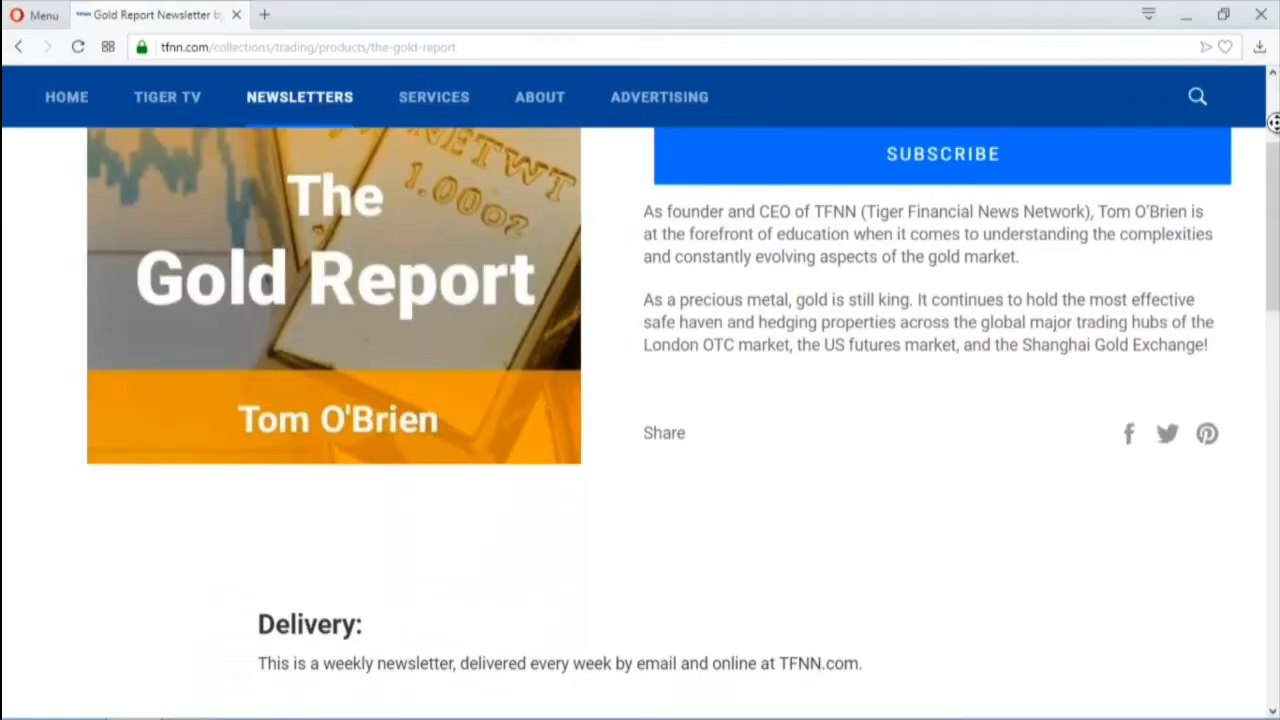 Menu
Gold Report Newsletter b
tfnn.com/collections/trading/products/the-gold-report
HOME TIGER TV NEWSLETTERS SERVICES ABOUT ADVERTISING
NETWT
1.00oz
The
Gold Report
Tom O'Brien
SUBSCRIBE
As founder and CEO of TFNN (Tiger Financial News Network), Tom O'Brien is
at the forefront of education when it comes to understanding the complexities
and constantly evolving aspects of the gold market.
As a precious metal, gold is still king. It continues to hold the most effective
safe haven and hedging properties across the global major trading hubs of the
London OTC market, the US futures market, and the Shanghai Gold Exchange!
Share
Delivery:
This is a weekly newsletter, delivered every week by email and online at TFNN.com.